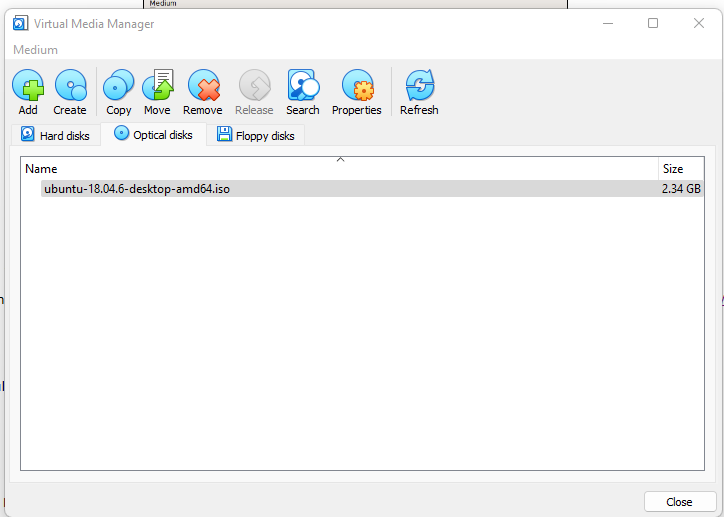 Medium
Virtual Media Manager
Medium
Add Create Copy Move Remove Release Search Properties Refresh
Hard disks Optical disks Floppy disks
Name Size
ubuntu-18.04.6-desktop-amd64.iso 2.34 GB
Close